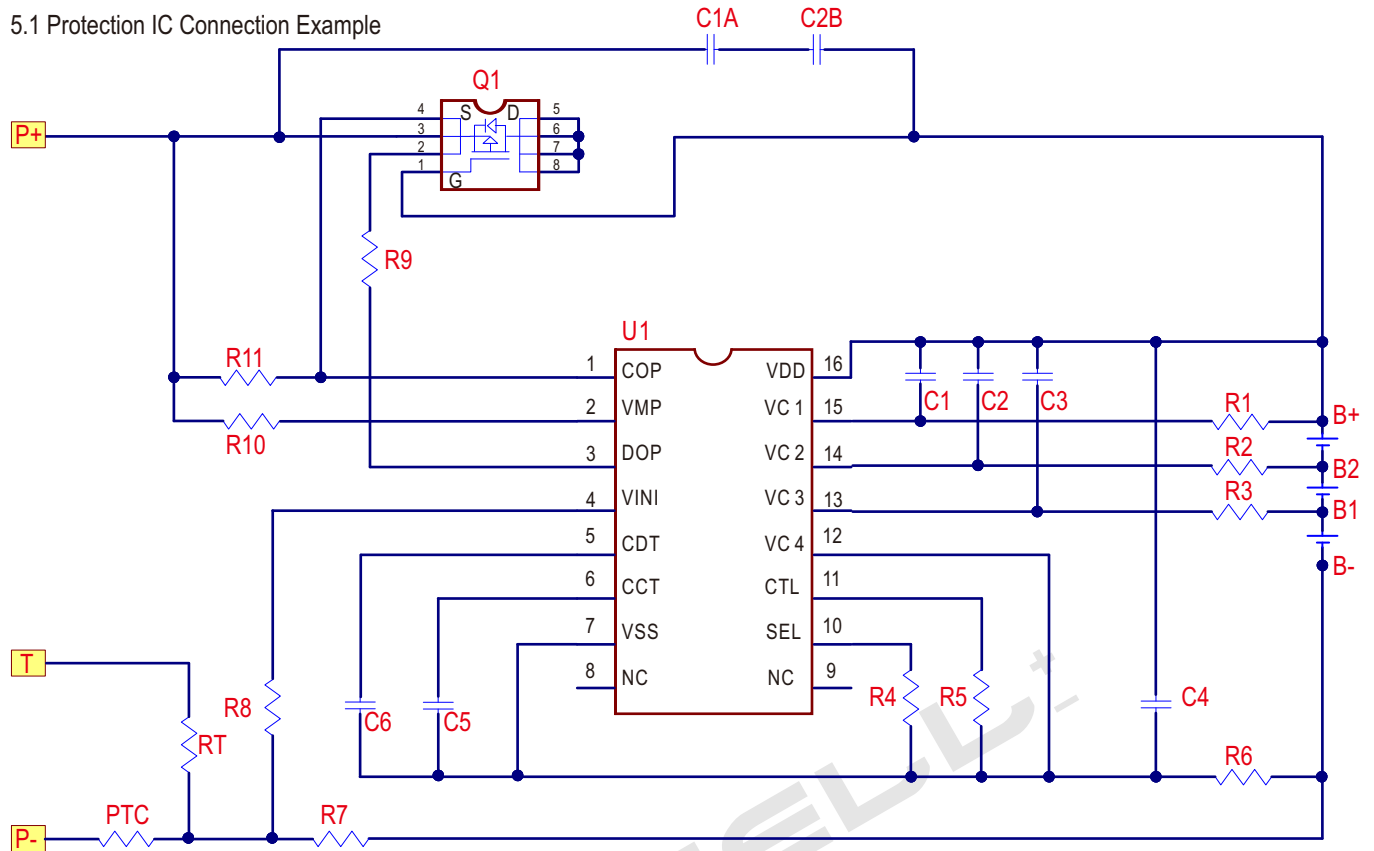 5.1 Protection IC Connection Example
C1A C2B
Q1
P+
4 S D 5
3 6
2 7
1 G 8
R9
U1
R11
1 COP VDD 16
C1 C2 C3
R1 B+
2 VMP VC 1 15
R10
R2
3 DOP VC 2 14
B2
R3
4 VINI VC 3 13
B1
5 CDT VC 4 12
B-
6 CCT CTL 11
7 VSS SEL 10
T
8 NC NC 9
R8 C6 C5 R4 R5 C4
RT
R6
PTC R7
P-